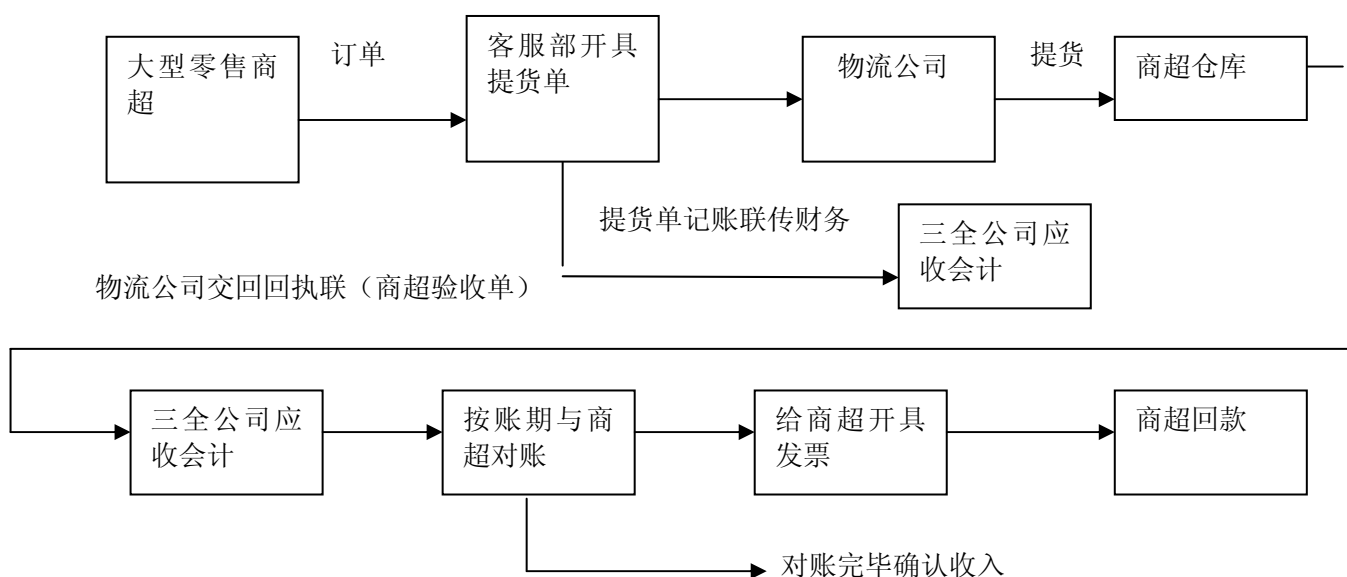 大型零售商
超
订单
客服部开具
提货单
物流公司
提货
商超仓库
提货单记账联传财务
三全公司应
收会计
物流公司交回回执联（商超验收单）
三全公司应
收会计
按账期与商
超对账
给商超开具
发票
商超回款
对账完毕确认收入